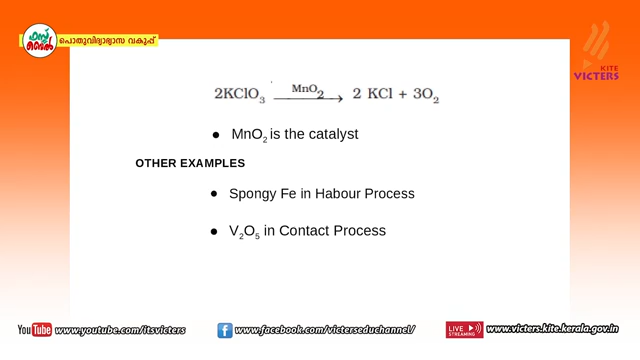 ഫസ്റ്റ് ബെൽ
പൊതുവിദ്യാഭ്യാസ വകുപ്പ്
KITE
VICTERS
2KClO₃ MnO₂ → 2 KCl + 3O₂
● MnO₂ is the catalyst
OTHER EXAMPLES
● Spongy Fe in Habour Process
● V₂O₅ in Contact Process
YouTube www.youtube.com/itsvicters
f www.facebook.com/victerseduchannel/
LIVE STREAMING www.victers.kite.kerala.gov.in